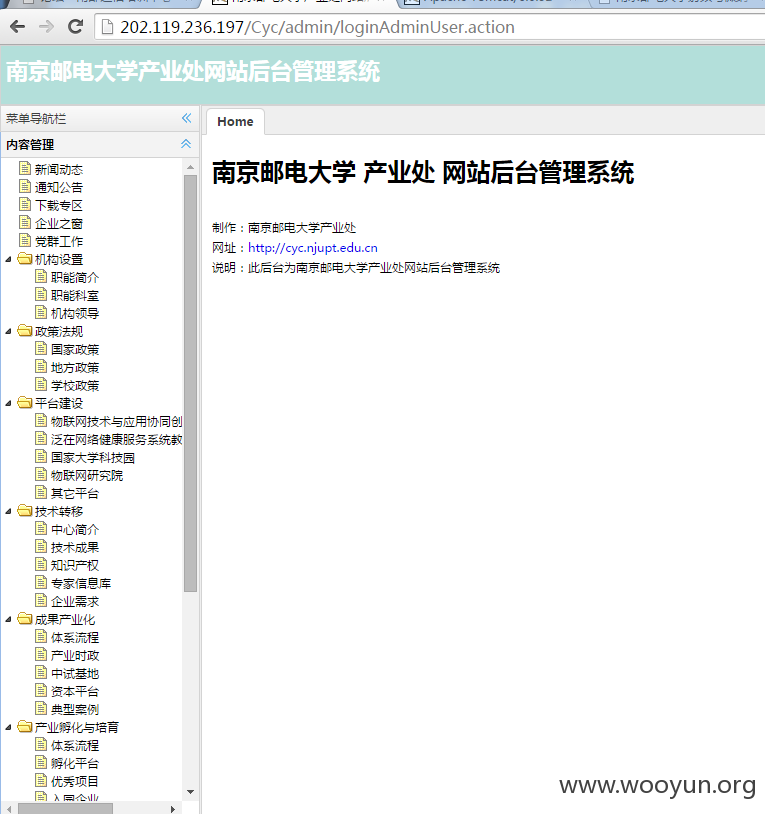 202.119.236.197/Cyc/admin/loginAdminUser.action
南京邮电大学产业处网站后台管理系统
菜单导航栏
Home
内容管理
新闻动态
通知公告
下载专区
企业之窗
党群工作
机构设置
职能简介
职能科室
机构领导
政策法规
国家政策
地方政策
学校政策
平台建设
物联网技术与应用协同创
泛在网络健康服务系统教
国家大学科技园
物联网研究院
其它平台
技术转移
中心简介
技术成果
知识产权
专家信息库
企业需求
成果产业化
体系流程
产业时政
中试基地
资本平台
典型案例
产业孵化与培育
体系流程
孵化平台
优秀项目
入园企业
南京邮电大学 产业处 网站后台管理系统
制作：南京邮电大学产业处
网址：http://cyc.njupt.edu.cn
说明：此后台为南京邮电大学产业处网站后台管理系统
www.wooyun.org